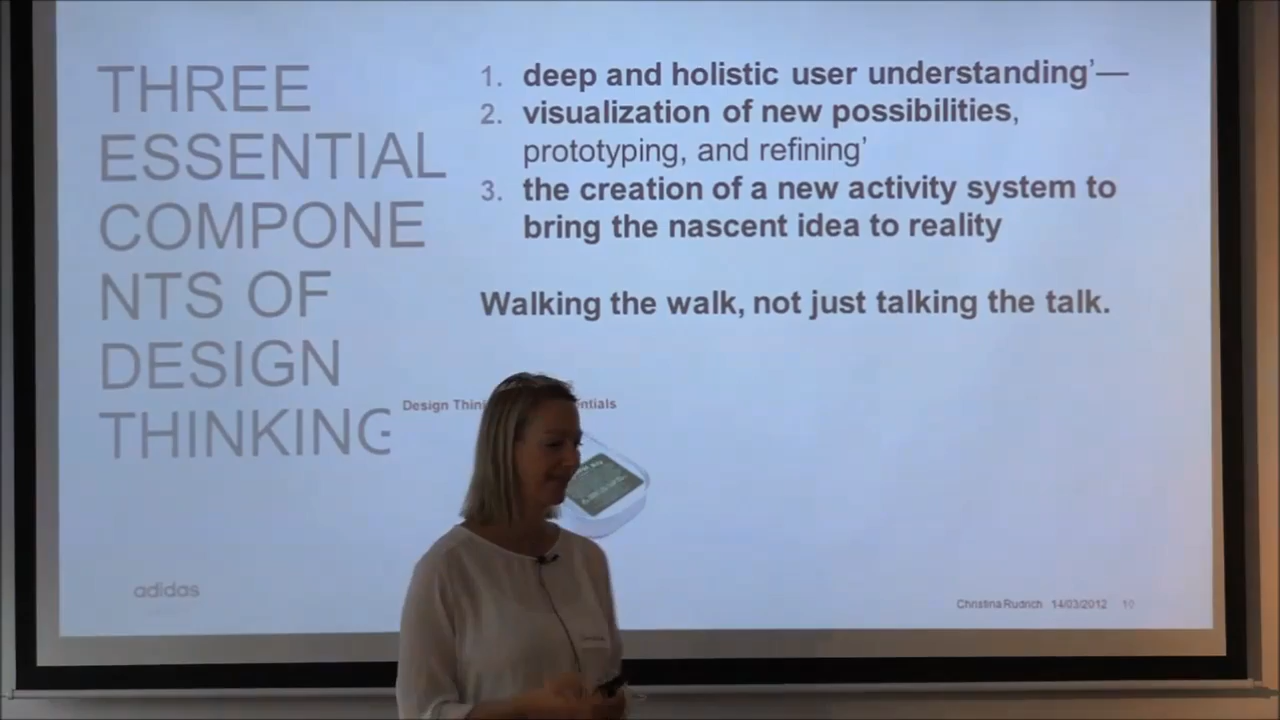 THREE
ESSENTIAL
COMPONE
NTS OF
DESIGN
THINKING
1. deep and holistic user understanding’—
2. visualization of new possibilities,
prototyping, and refining’
3. the creation of a new activity system to
bring the nascent idea to reality
Walking the walk, not just talking the talk.
Design Thin ntials
adidas
Christina Rudrich 14/03/2012 10